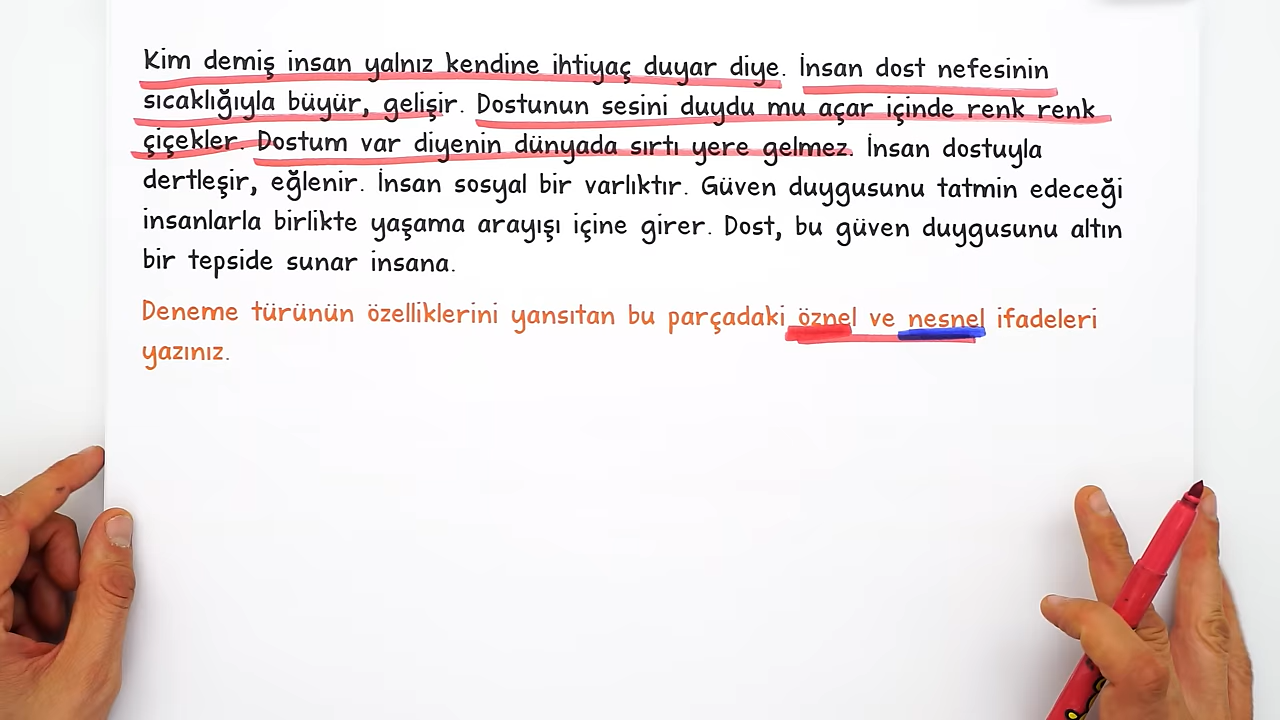 Kim demiş insan yalnız kendine ihtiyaç duyar diye. İnsan dost nefesinin
sıcaklığıyla büyür, gelişir. Dostunun sesini duydu mu açar içinde renk renk
çiçekler. Dostum var diyenin dünyada sırtı yere gelmez. İnsan dostuyla
dertleşir, eğlenir. İnsan sosyal bir varlıktır. Güven duygusunu tatmin edeceği
insanlarla birlikte yaşama arayışı içine girer. Dost, bu güven duygusunu altın
bir tepside sunar insana.
Deneme türünün özelliklerini yansıtan bu parçadaki öznel ve nesnel ifadeleri
yazınız.